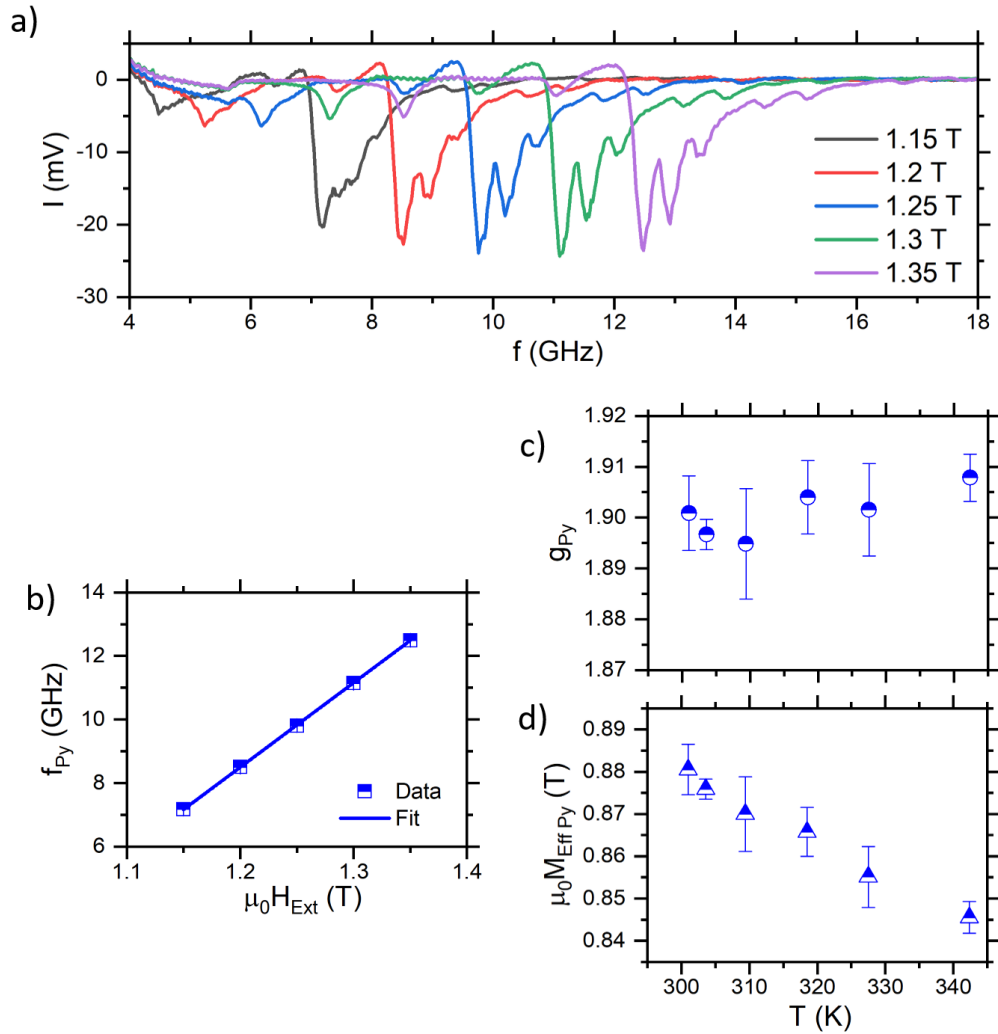 a)
0
-10
-20
-30
I (mV)
1.15 T
1.2 T
1.25 T
1.3 T
1.35 T
4 6 8 10 12 14 16 18
f (GHz)
b)
14
12
10
8
6
f_Py (GHz)
Data
Fit
1.1 1.2 1.3 1.4
μ₀H_Ext (T)
c)
1.92
1.91
1.90
1.89
1.88
1.87
g_Py
d)
0.89
0.88
0.87
0.86
0.85
0.84
μ₀M_Eff Py (T)
300 310 320 330 340
T (K)